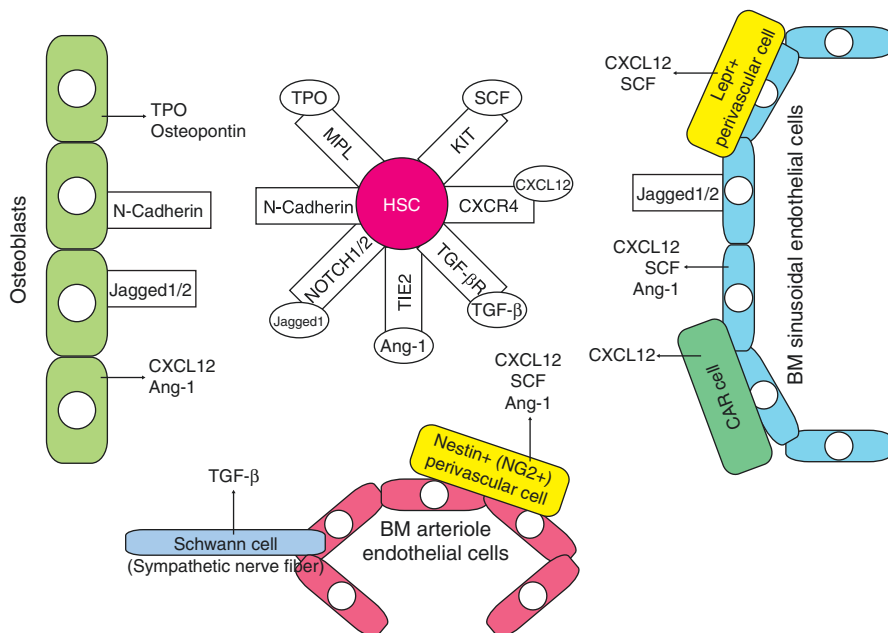 Osteoblasts
TPO
Osteopontin
N-Cadherin
Jagged1/2
CXCL12
Ang-1
TPO
MPL
SCF
KIT
N-Cadherin
HSC
CXCR4
CXCL12
NOTCH1/2
Jagged1
TIE2
Ang-1
TGF-βR
TGF-β
CXCL12
SCF
Lepr+
perivascular cell
Jagged1/2
CXCL12
SCF
Ang-1
CXCL12
CAR cell
BM sinusoidal endothelial cells
CXCL12
SCF
Ang-1
Nestin+ (NG2+)
perivascular cell
TGF-β
Schwann cell
(Sympathetic nerve fiber)
BM arteriole
endothelial cells